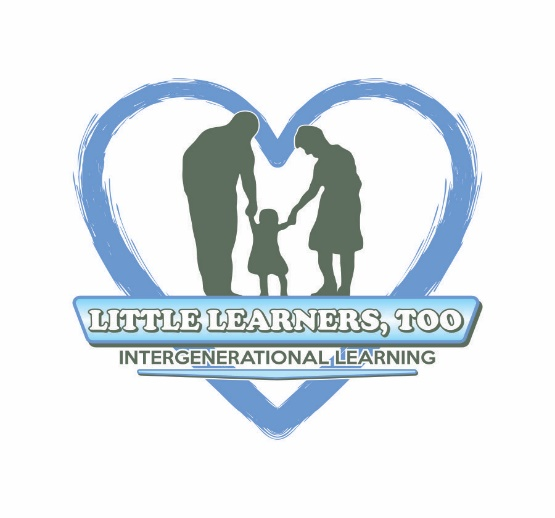 LITTLE LEARNERS, TOO
INTERGENERATIONAL LEARNING